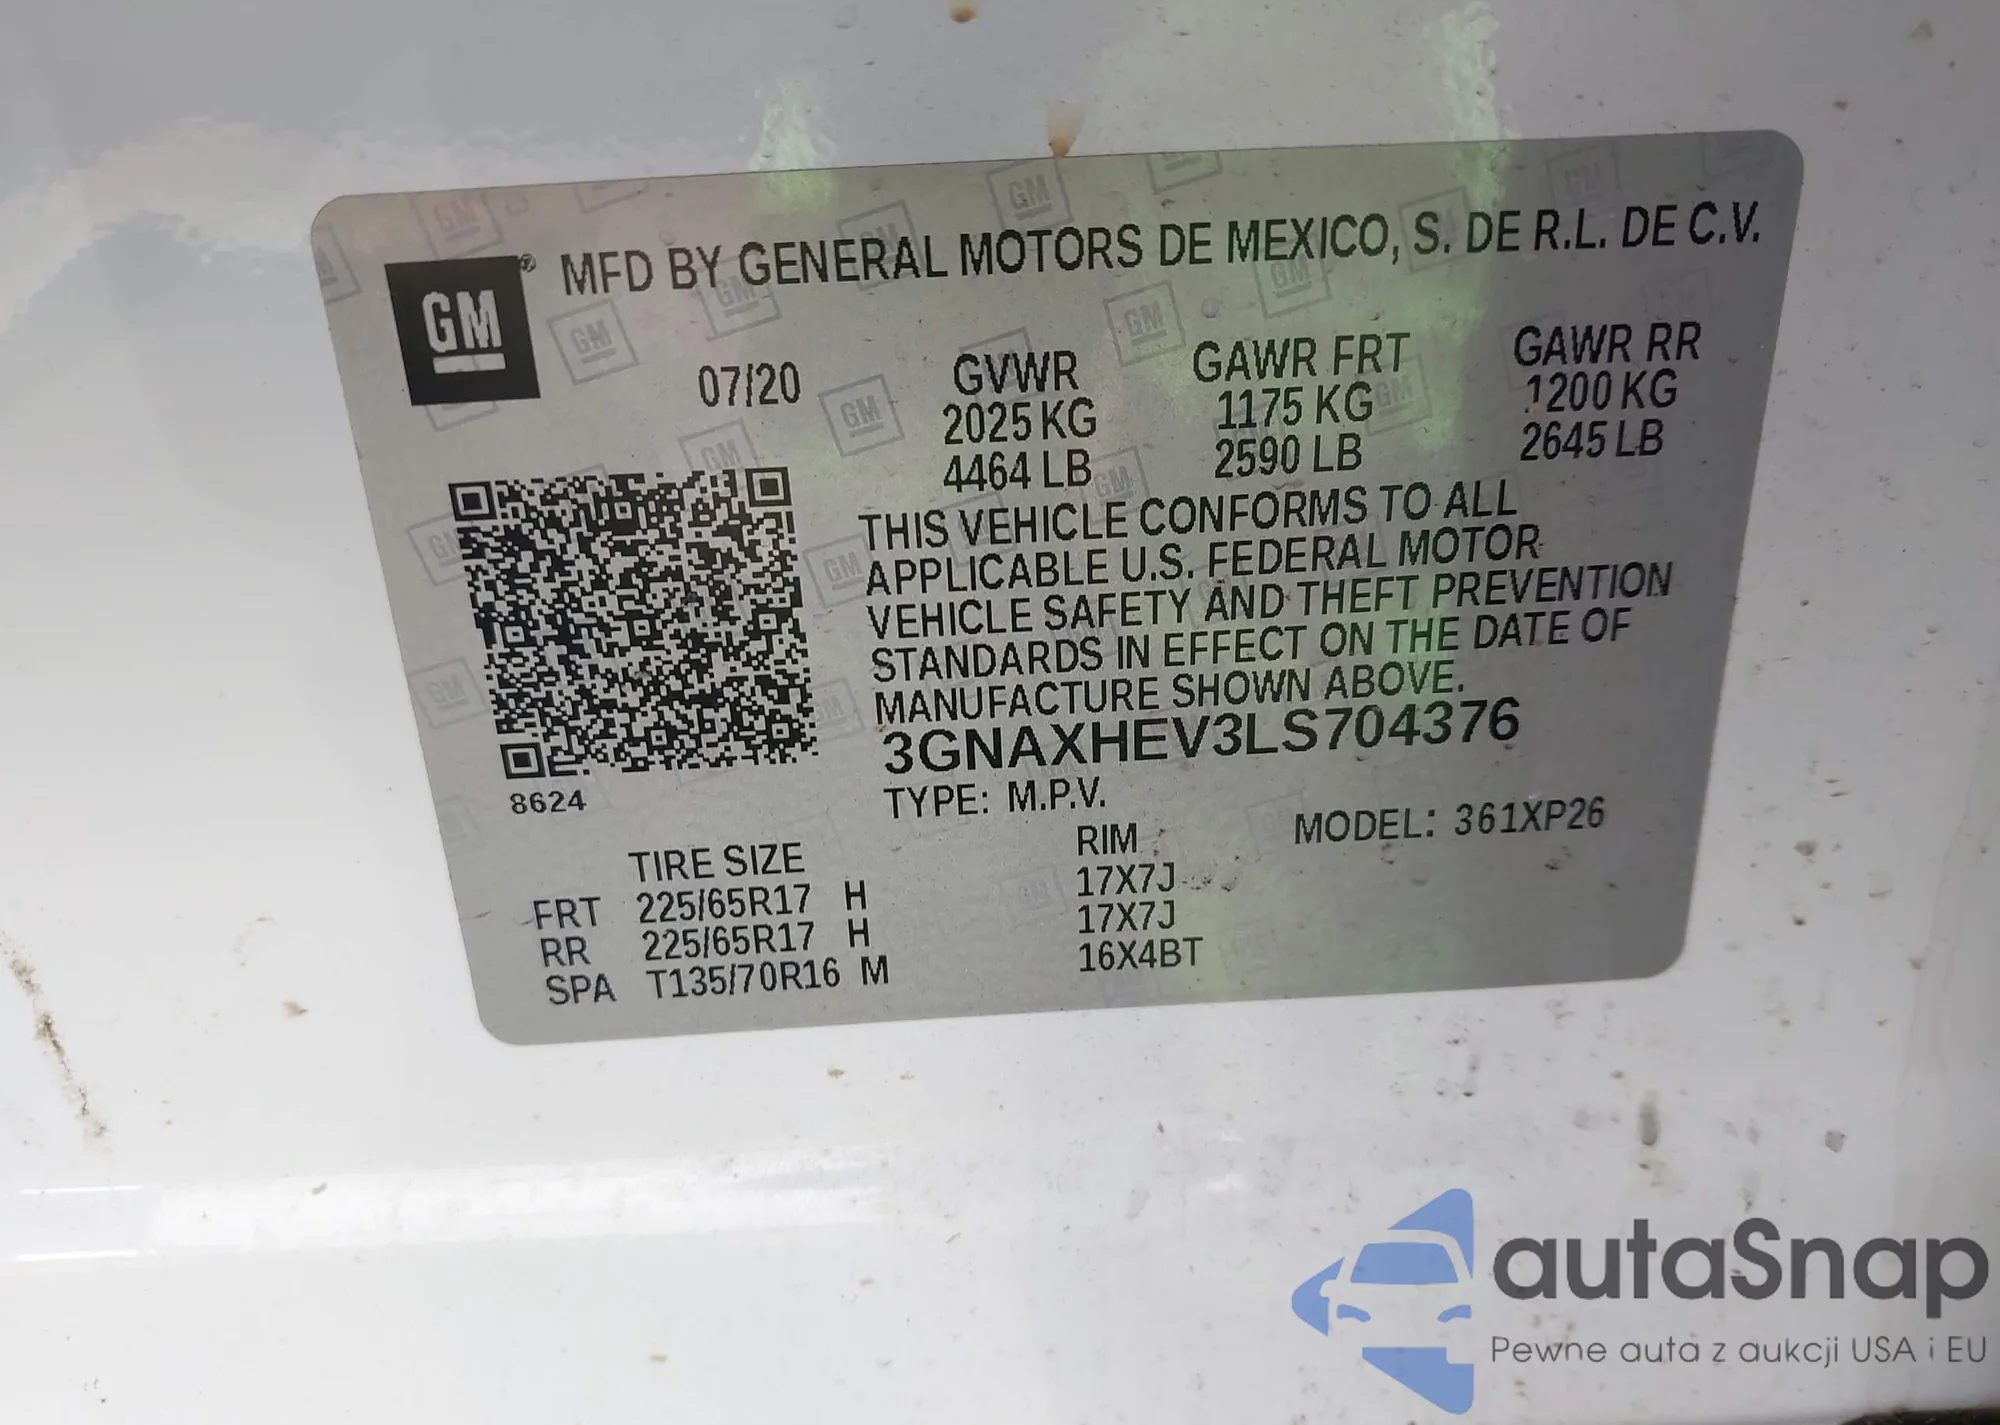 GM® MFD BY GENERAL MOTORS DE MEXICO, S. DE R.L. DE C.V.
07/20 GVWR GAWR FRT GAWR RR
2025 KG 1175 KG 1200 KG
4464 LB 2590 LB 2645 LB
THIS VEHICLE CONFORMS TO ALL
APPLICABLE U.S. FEDERAL MOTOR
VEHICLE SAFETY AND THEFT PREVENTION
STANDARDS IN EFFECT ON THE DATE OF
MANUFACTURE SHOWN ABOVE.
3GNAXHEV3LS704376
8624 TYPE: M.P.V.
MODEL: 361XP26
TIRE SIZE RIM
FRT 225/65R17 H 17X7J
RR 225/65R17 H 17X7J
SPA T135/70R16 M 16X4BT
autaSnap
Pewne auta z aukcji USA i EU